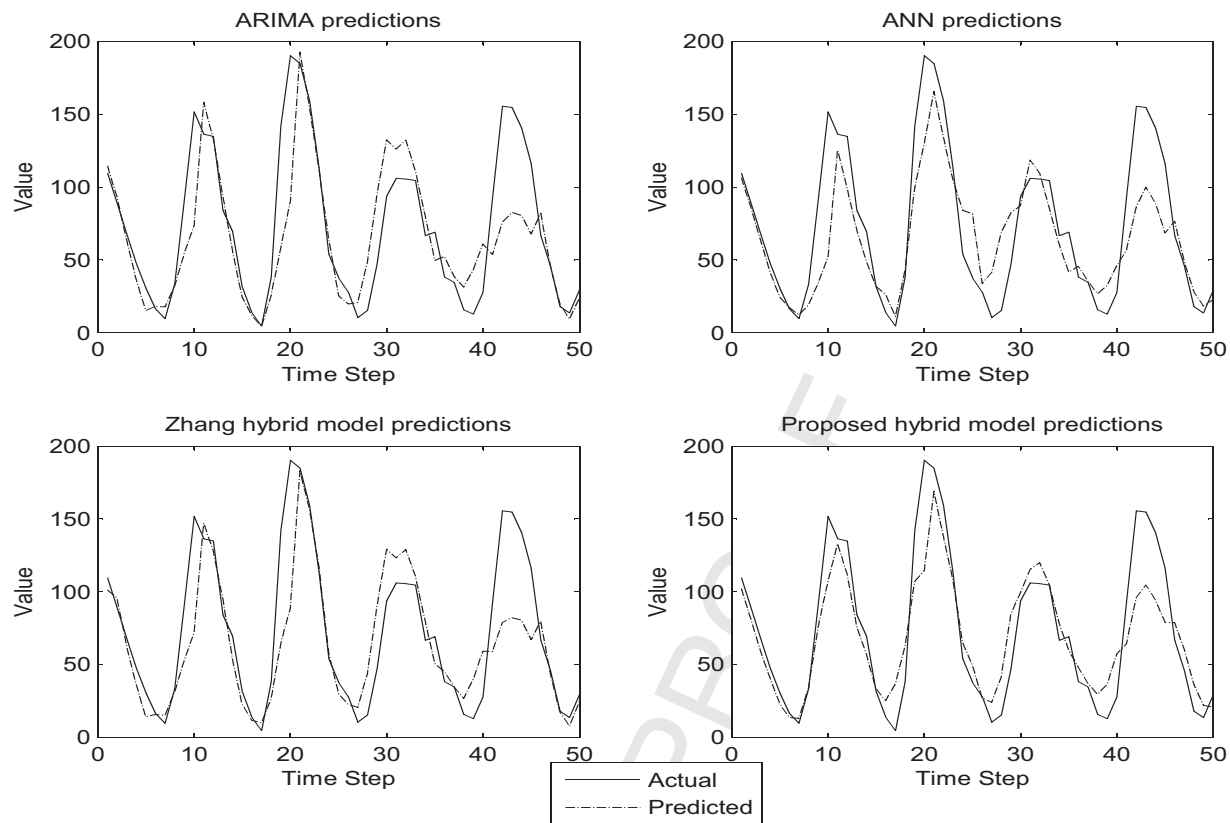 ARIMA predictions
200
150
100
50
0
Value
0 10 20 30 40 50
Time Step
ANN predictions
200
150
100
50
0
Value
0 10 20 30 40 50
Time Step
Zhang hybrid model predictions
200
150
100
50
0
Value
0 10 20 30 40 50
Time Step
Proposed hybrid model predictions
200
150
100
50
0
Value
0 10 20 30 40 50
Time Step
Actual
Predicted